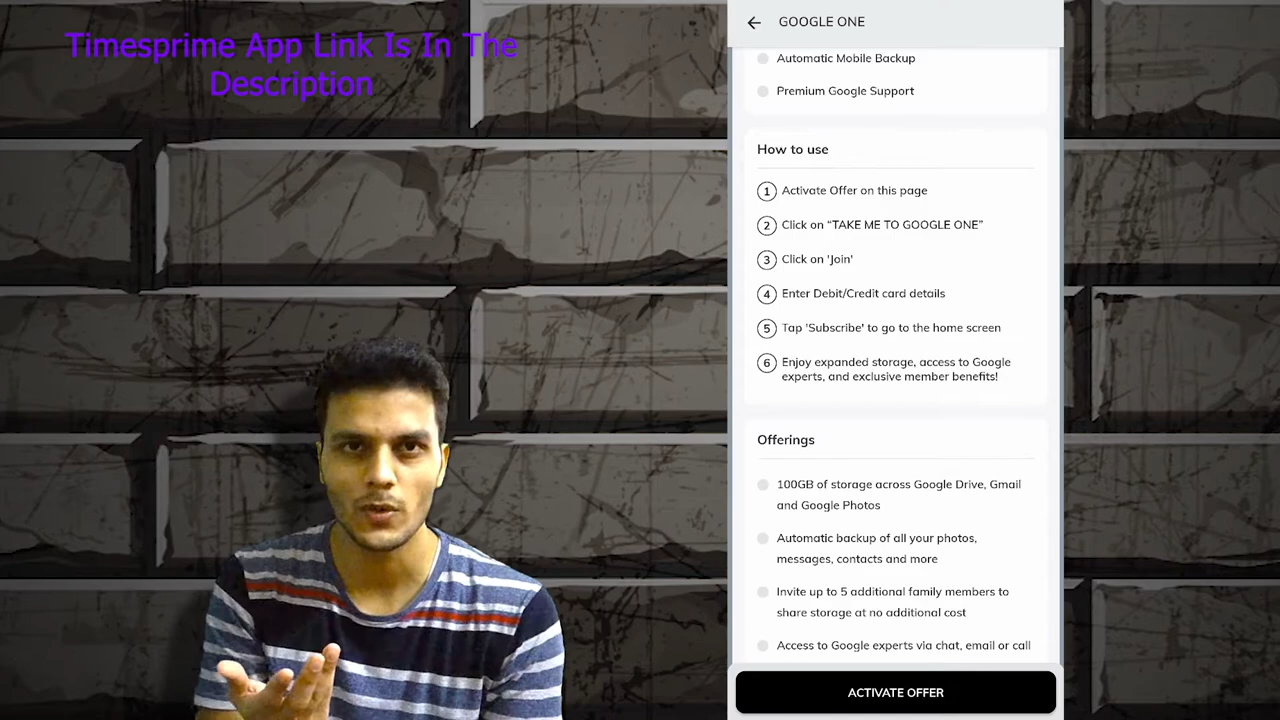 Timesprime App Link Is In The
Description
GOOGLE ONE
Automatic Mobile Backup
Premium Google Support
How to use
1 Activate Offer on this page
2 Click on “TAKE ME TO GOOGLE ONE”
3 Click on 'Join'
4 Enter Debit/Credit card details
5 Tap 'Subscribe' to go to the home screen
6 Enjoy expanded storage, access to Google
experts, and exclusive member benefits!
Offerings
100GB of storage across Google Drive, Gmail
and Google Photos
Automatic backup of all your photos,
messages, contacts and more
Invite up to 5 additional family members to
share storage at no additional cost
Access to Google experts via chat, email or call
ACTIVATE OFFER